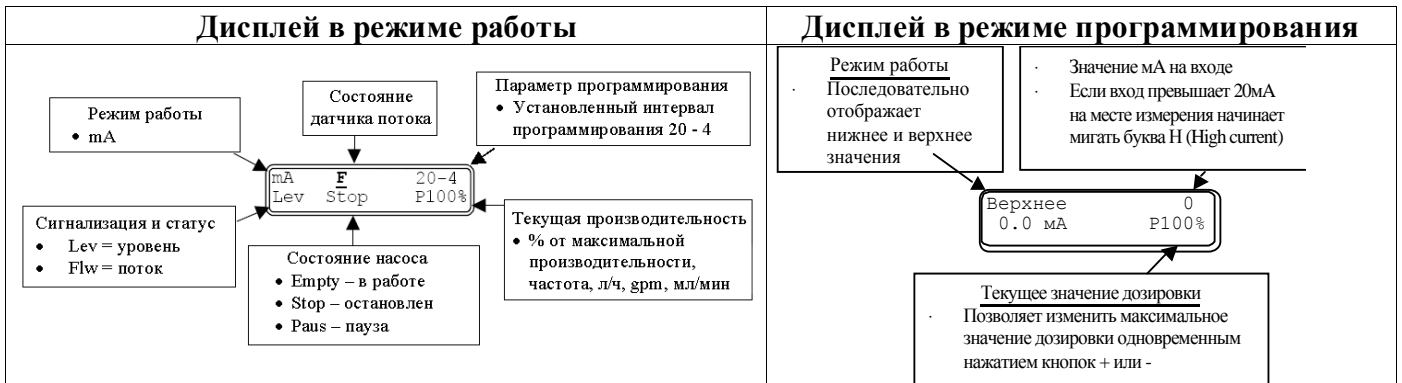 Дисплей в режиме работы
Режим работы
• mA
Состояние
датчика потока
Параметр программирования
• Установленный интервал
программирования 20 - 4
mA F 20-4
Lev Stop P100%
Сигнализация и статус
• Lev = уровень
• Flw = поток
Состояние насоса
• Empty – в работе
• Stop – остановлен
• Paus – пауза
Текущая производительность
• % от максимальной
производительности,
частота, л/ч, gpm, мл/мин
Дисплей в режиме программирования
Режим работы
· Последовательно
отображает
нижнее и верхнее
значения
· Значение мА на входе
· Если вход превышает 20мА
на месте измерения начинает
мигать буква H (High current)
Верхнее 0
0.0 мА P100%
Текущее значение дозировки
· Позволяет изменить максимальное
значение дозировки одновременным
нажатием кнопок + или -